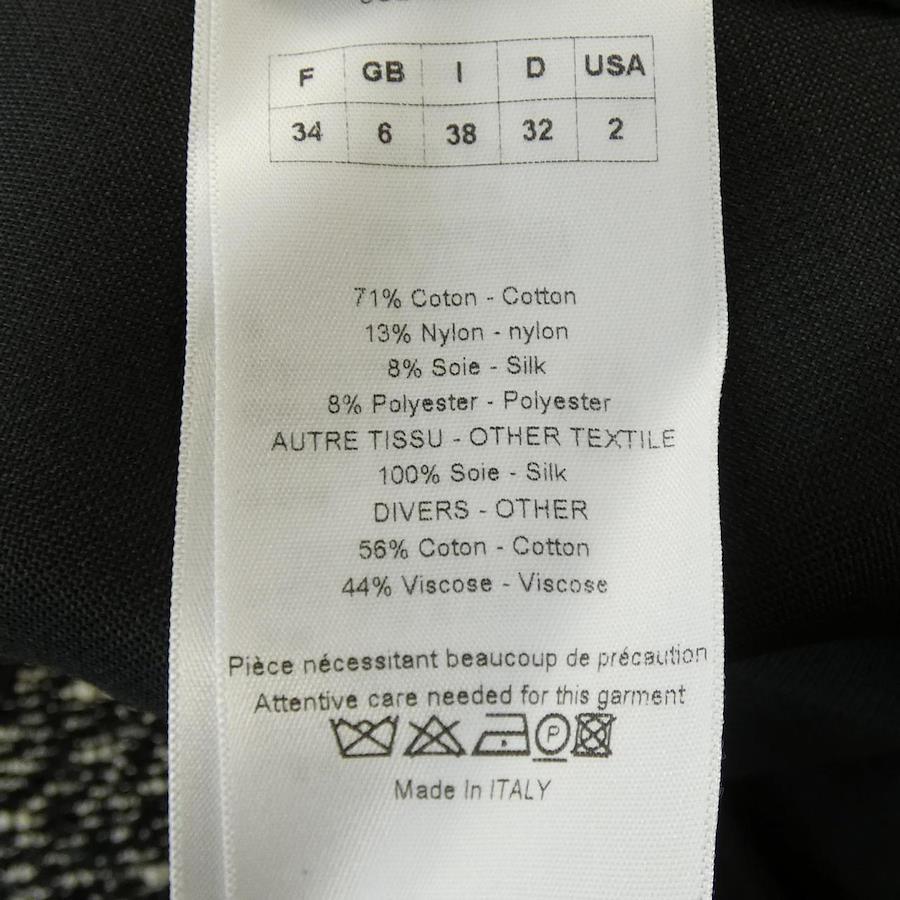 F GB I D USA
34 6 38 32 2
71% Coton - Cotton
13% Nylon - nylon
8% Soie - Silk
8% Polyester - Polyester
AUTRE TISSU - OTHER TEXTILE
100% Soie - Silk
DIVERS - OTHER
56% Coton - Cotton
44% Viscose - Viscose
Pièce nécessitant beaucoup de précaution
Attentive care needed for this garment
P
Made In ITALY